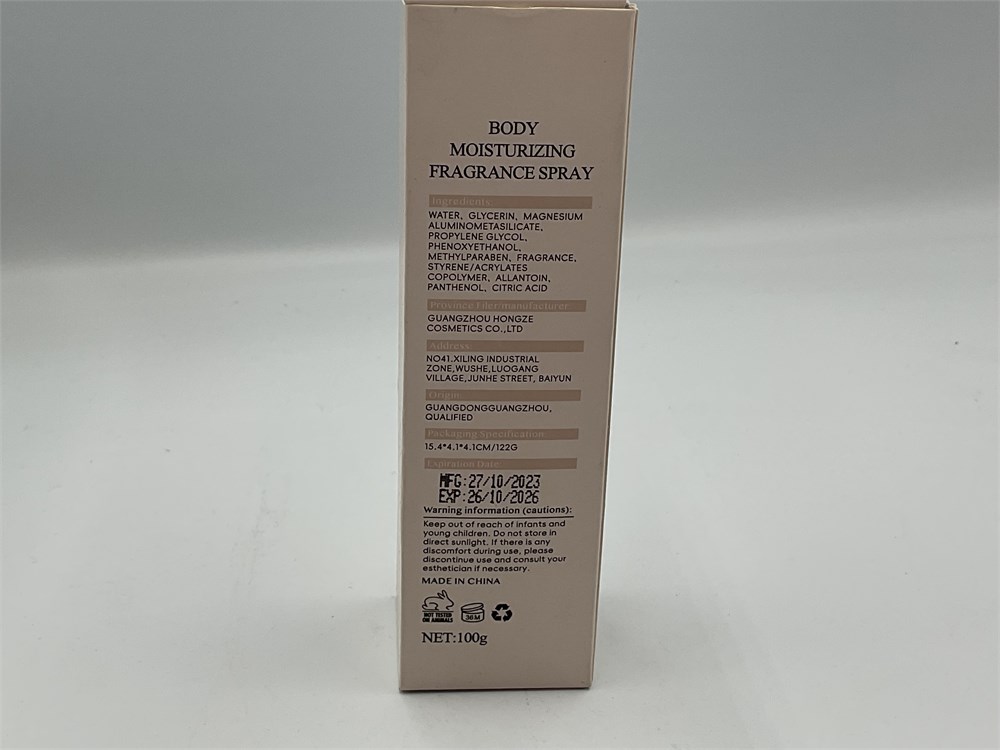 BODY
MOISTURIZING
FRAGRANCE SPRAY
Ingredients:
WATER, GLYCERIN, MAGNESIUM
ALUMINOMETASILICATE,
PROPYLENE GLYCOL,
PHENOXYETHANOL,
METHYLPARABEN, FRAGRANCE,
STYRENE/ACRYLATES
COPOLYMER, ALLANTOIN,
PANTHENOL, CITRIC ACID
Province Filer/manufacturer:
GUANGZHOU HONGZE
COSMETICS CO.,LTD
Address:
NO41.XILING INDUSTRIAL
ZONE,WUSHE,LUOGANG
VILLAGE,JUNHE STREET, BAIYUN
Origin:
GUANGDONGGUANGZHOU,
QUALIFIED
Packaging Specification:
15.4*4.1*4.1CM/122G
Expiration Date:
MFG:27/10/2023
EXP:26/10/2026
Warning information (cautions):
Keep out of reach of infants and
young children. Do not store in
direct sunlight. If there is any
discomfort during use, please
discontinue use and consult your
esthetician if necessary.
MADE IN CHINA
NOT TESTED
ON ANIMALS
36M
NET:100g